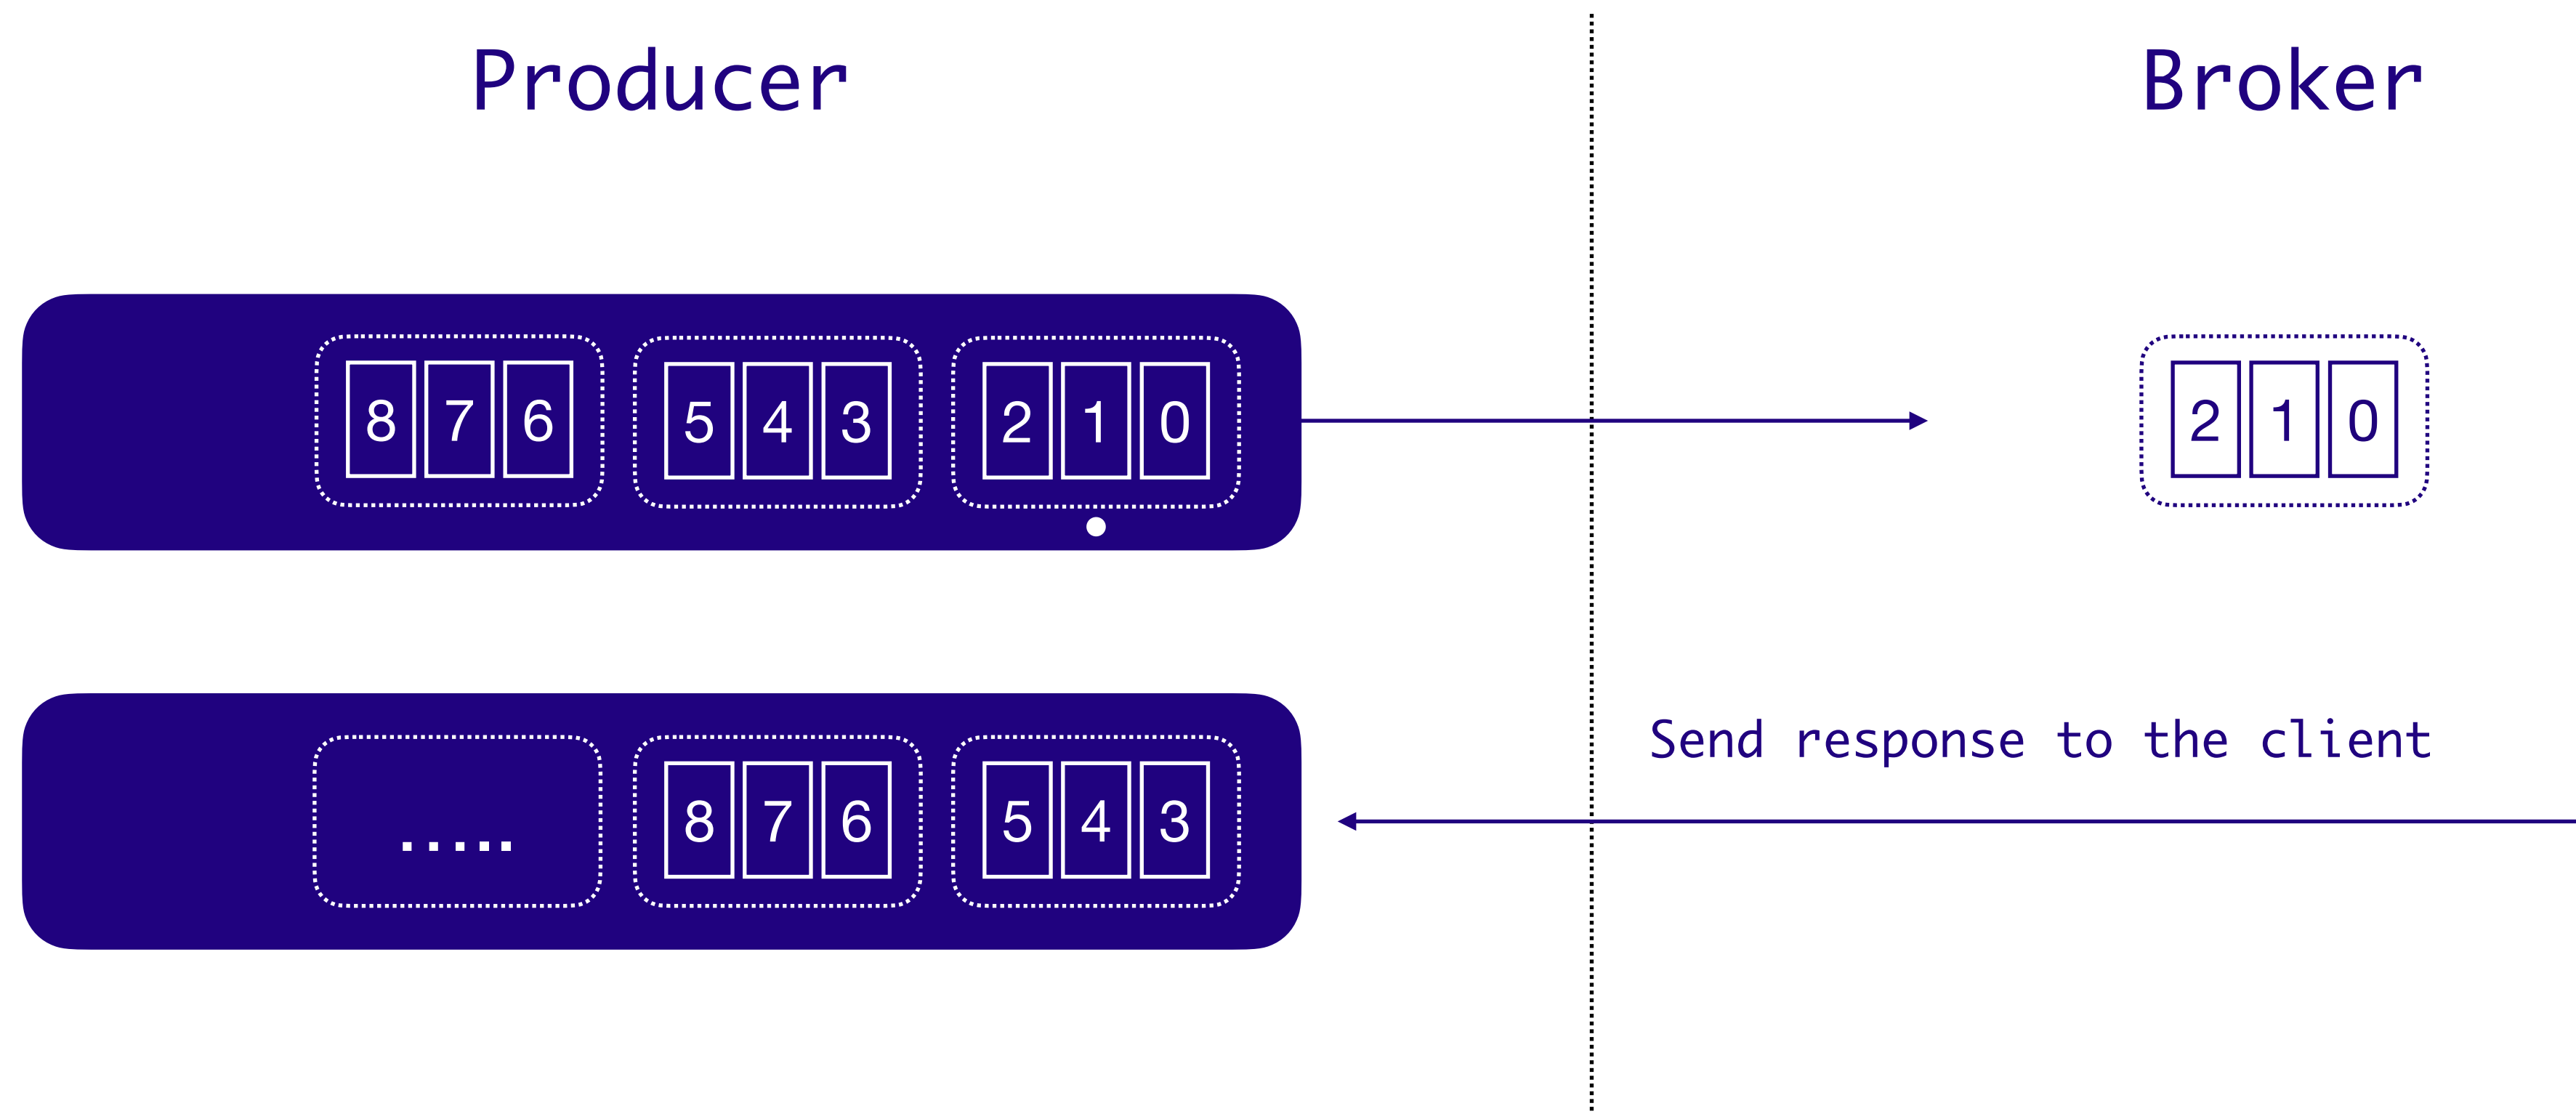 Producer Broker
8 7 6 5 4 3 2 1 0 2 1 0
Send response to the client
..... 8 7 6 5 4 3